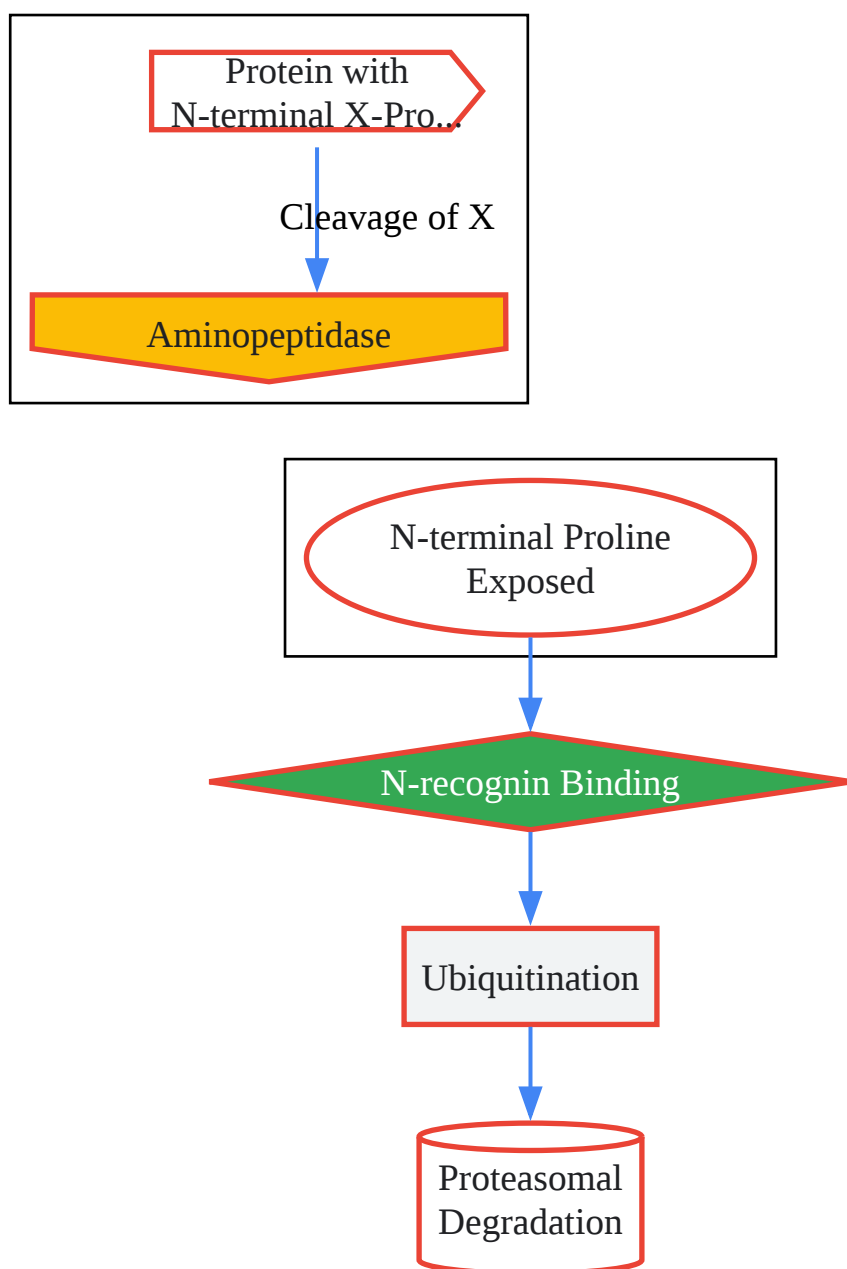 Protein with
N-terminal X-Pro...
Cleavage of X
Aminopeptidase
N-terminal Proline
Exposed
N-recognin Binding
Ubiquitination
Proteasomal
Degradation